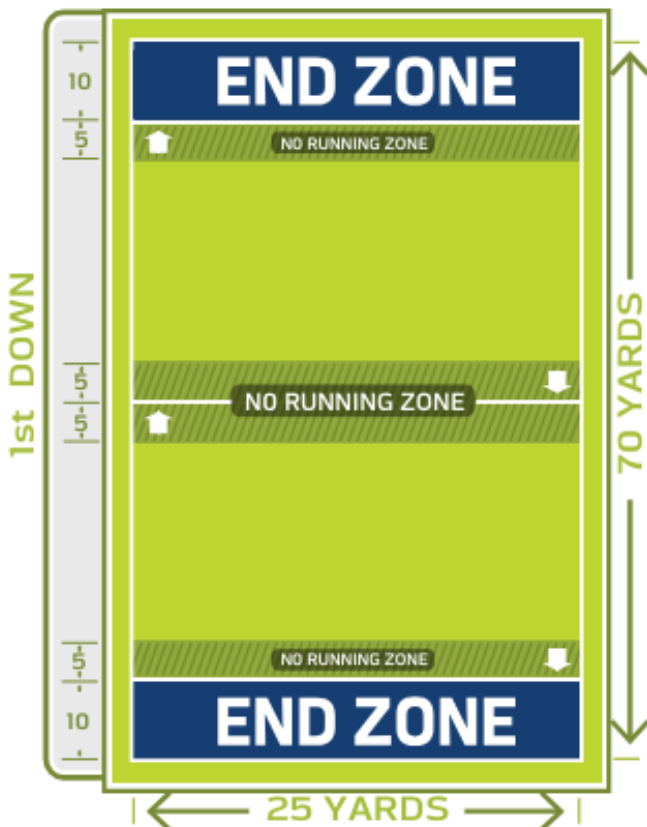 END ZONE
10
5
NO RUNNING ZONE
1st DOWN
5
NO RUNNING ZONE
5
70 YARDS
5
NO RUNNING ZONE
10
END ZONE
25 YARDS